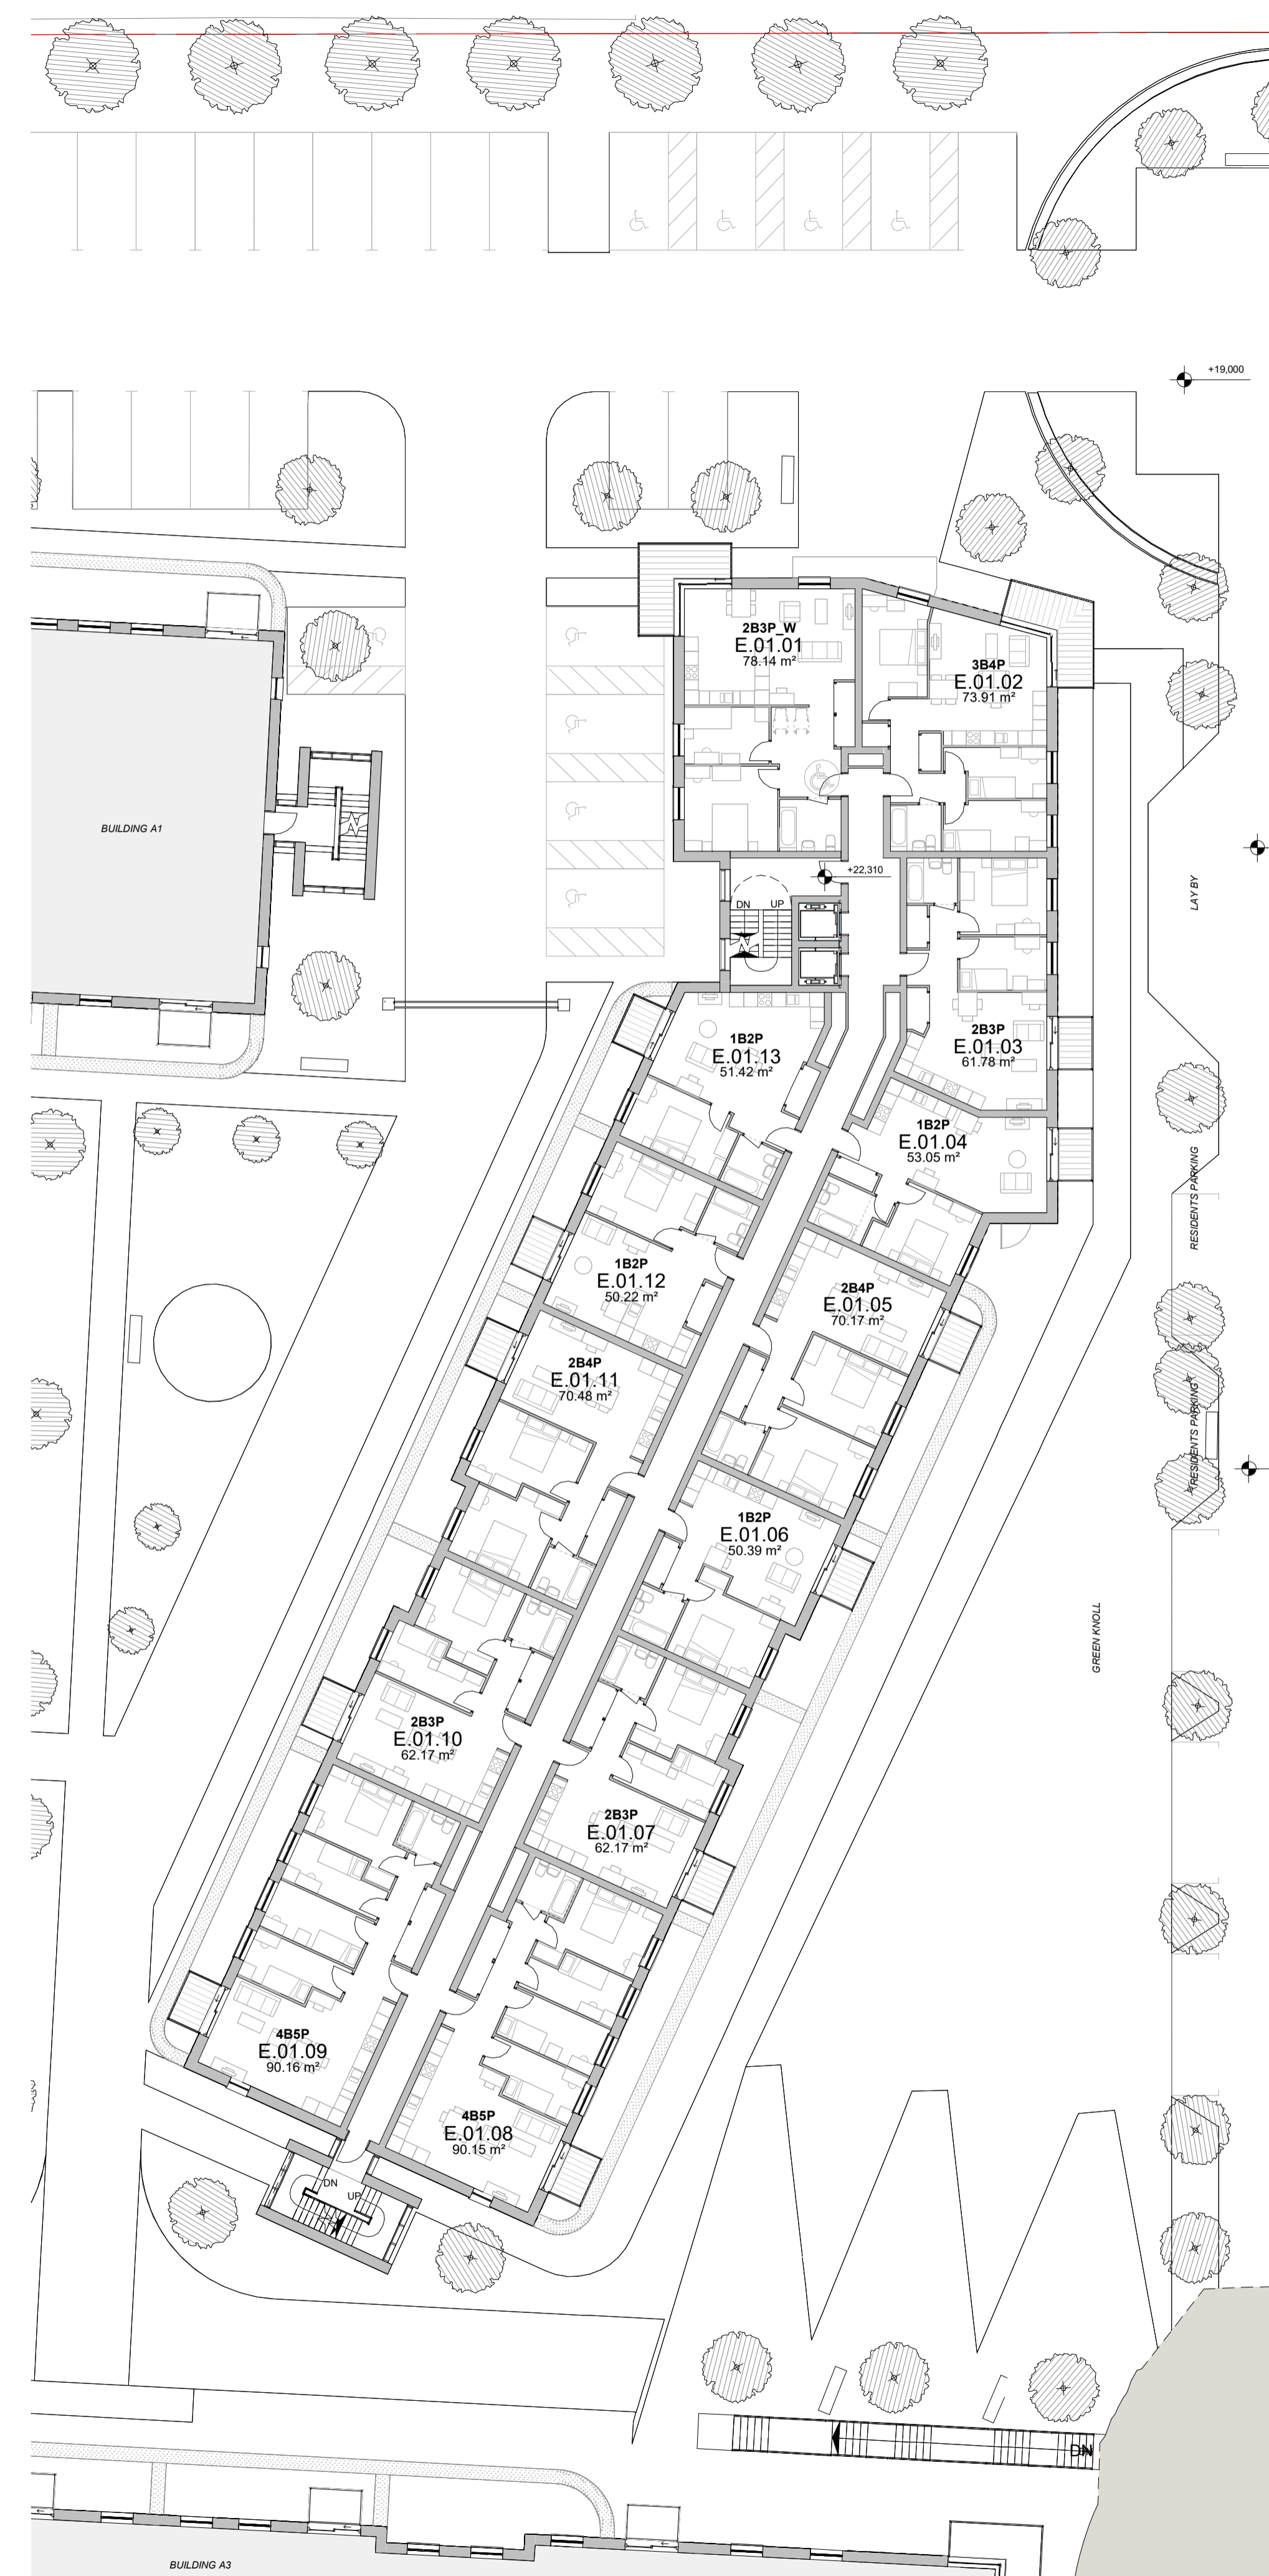 +19,000
2B3P_W
E.01.01
78.14 m²
3B4P
E.01.02
73.91 m²
BUILDING A1
+22,310
DN
UP
LAY BY
1B2P
E.01.13
51.42 m²
2B3P
E.01.03
61.78 m²
1B2P
E.01.04
53.05 m²
RESIDENTS PARKING
1B2P
E.01.12
50.22 m²
2B4P
E.01.05
70.17 m²
2B4P
E.01.11
70.48 m²
RESIDENTS PARKING
1B2P
E.01.06
50.39 m²
GREEN KNOLL
2B3P
E.01.10
62.17 m²
2B3P
E.01.07
62.17 m²
4B5P
E.01.09
90.16 m²
4B5P
E.01.08
90.15 m²
DN
UP
DN
BUILDING A3